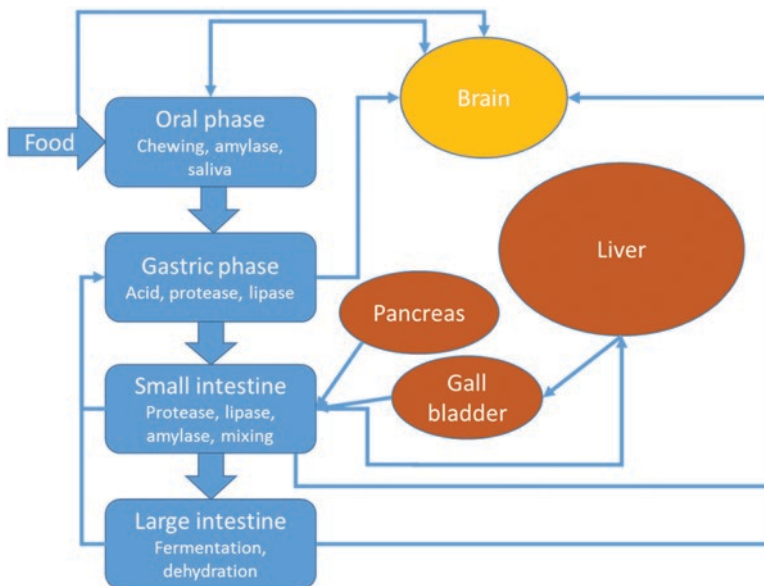 Brain
Food
Oral phase
Chewing, amylase,
saliva
Liver
Gastric phase
Acid, protease, lipase
Pancreas
Small intestine
Protease, lipase,
amylase, mixing
Gall
bladder
Large intestine
Fermentation,
dehydration